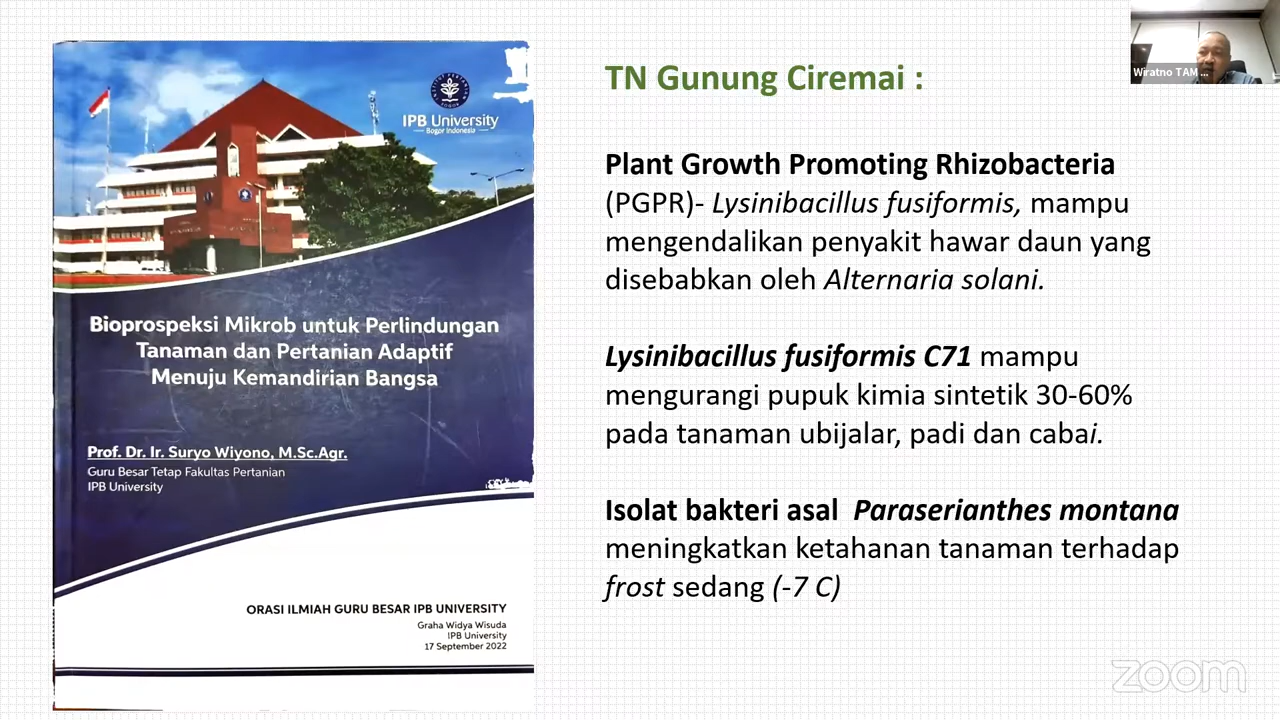 IPB University
Bogor Indonesia
Bioprospeksi Mikrob untuk Perlindungan
Tanaman dan Pertanian Adaptif
Menuju Kemandirian Bangsa
Prof. Dr. Ir. Suryo Wiyono, M.Sc.Agr.
Guru Besar Tetap Fakultas Pertanian
IPB University
ORASI ILMIAH GURU BESAR IPB UNIVERSITY
Graha Widya Wisuda
IPB University
17 September 2022
TN Gunung Ciremai :
Plant Growth Promoting Rhizobacteria
(PGPR)- Lysinibacillus fusiformis, mampu
mengendalikan penyakit hawar daun yang
disebabkan oleh Alternaria solani.
Lysinibacillus fusiformis C71 mampu
mengurangi pupuk kimia sintetik 30-60%
pada tanaman ubijalar, padi dan cabai.
Isolat bakteri asal Paraserianthes montana
meningkatkan ketahanan tanaman terhadap
frost sedang (-7 C)
Wiratno TAM ...
zoom